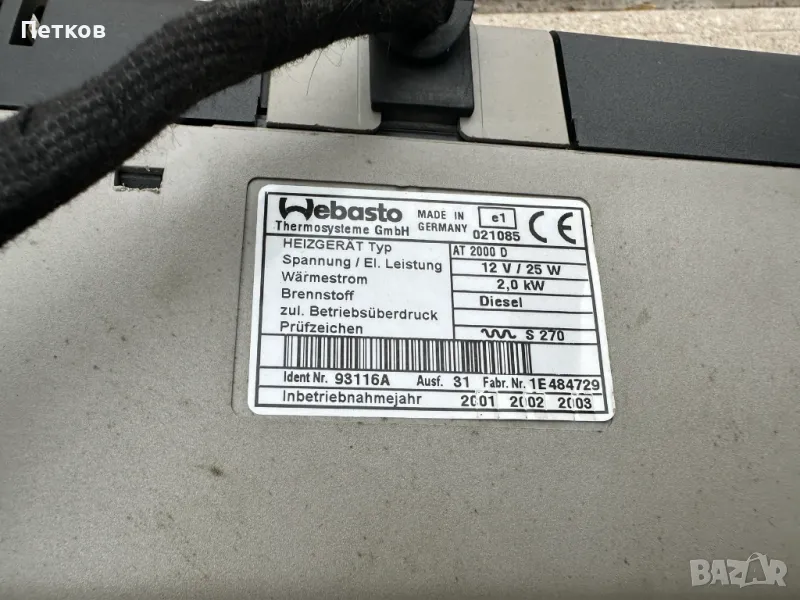 Петков
Webasto
Thermosysteme GmbH
MADE IN
GERMANY
e1
021085
CE
HEIZGERÄT Typ AT 2000 D
Spannung / El. Leistung 12 V / 25 W
Wärmestrom 2,0 kW
Brennstoff Diesel
zul. Betriebsüberdruck
Prüfzeichen S 270
Ident Nr. 93116A Ausf. 31 Fabr. Nr. 1E484729
Inbetriebnahmejahr 2001 2002 2003
BAZAR